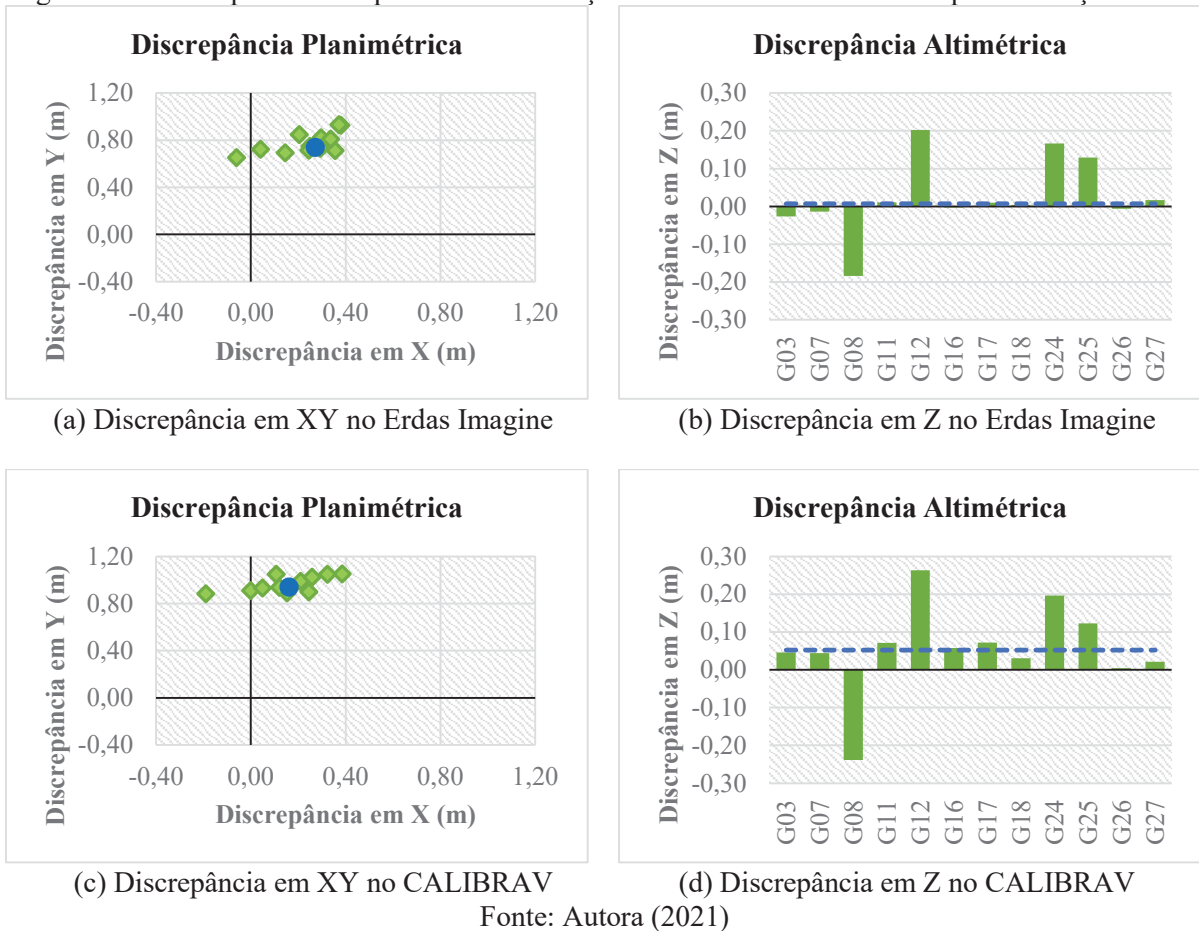 Discrepância Planimétrica
Discrepância em Y (m)
1,20
0,80
0,40
0,00
-0,40
-0,40 0,00 0,40 0,80 1,20
Discrepância em X (m)
(a) Discrepância em XY no Erdas Imagine
Discrepância Altimétrica
Discrepância em Z (m)
0,30
0,20
0,10
0,00
-0,10
-0,20
-0,30
G03 G07 G08 G11 G12 G16 G17 G18 G24 G25 G26 G27
(b) Discrepância em Z no Erdas Imagine
Discrepância Planimétrica
Discrepância em Y (m)
1,20
0,80
0,40
0,00
-0,40
-0,40 0,00 0,40 0,80 1,20
Discrepância em X (m)
(c) Discrepância em XY no CALIBRAV
Discrepância Altimétrica
Discrepância em Z (m)
0,30
0,20
0,10
0,00
-0,10
-0,20
-0,30
G03 G07 G08 G11 G12 G16 G17 G18 G24 G25 G26 G27
(d) Discrepância em Z no CALIBRAV
Fonte: Autora (2021)